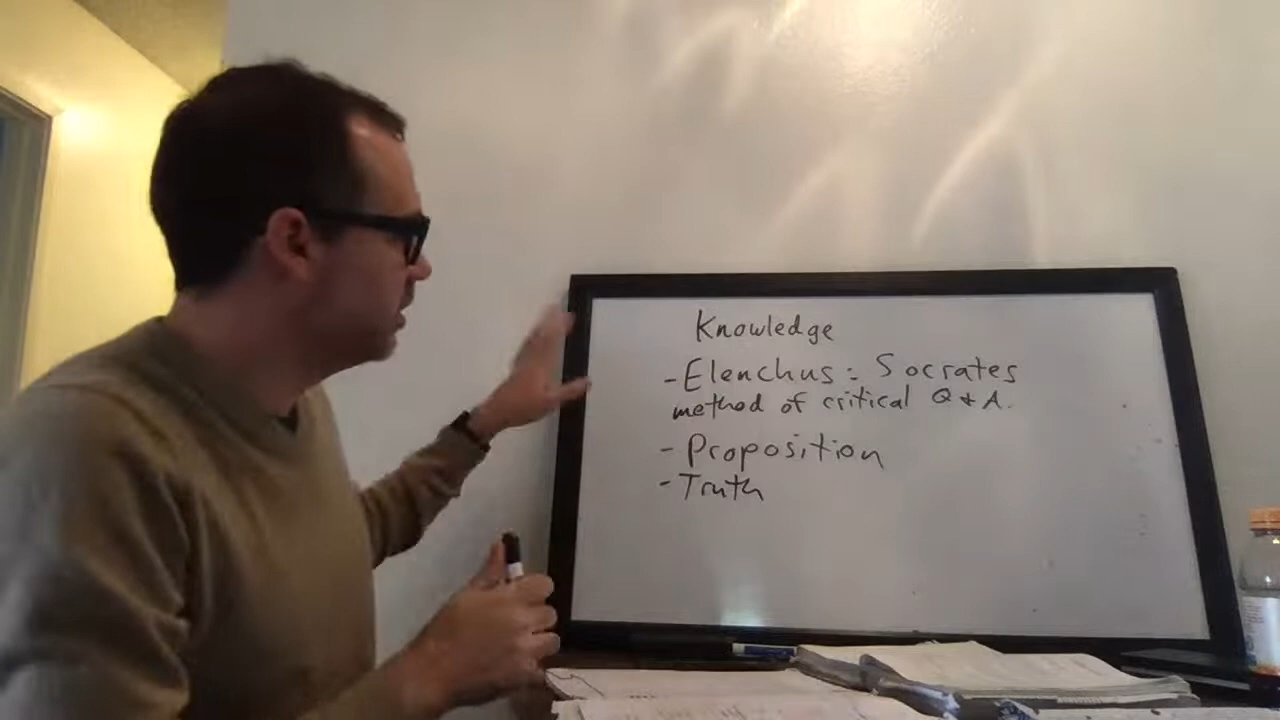 Knowledge
- Elenchus: Socrates
method of critical Q & A.
- Proposition
- Truth